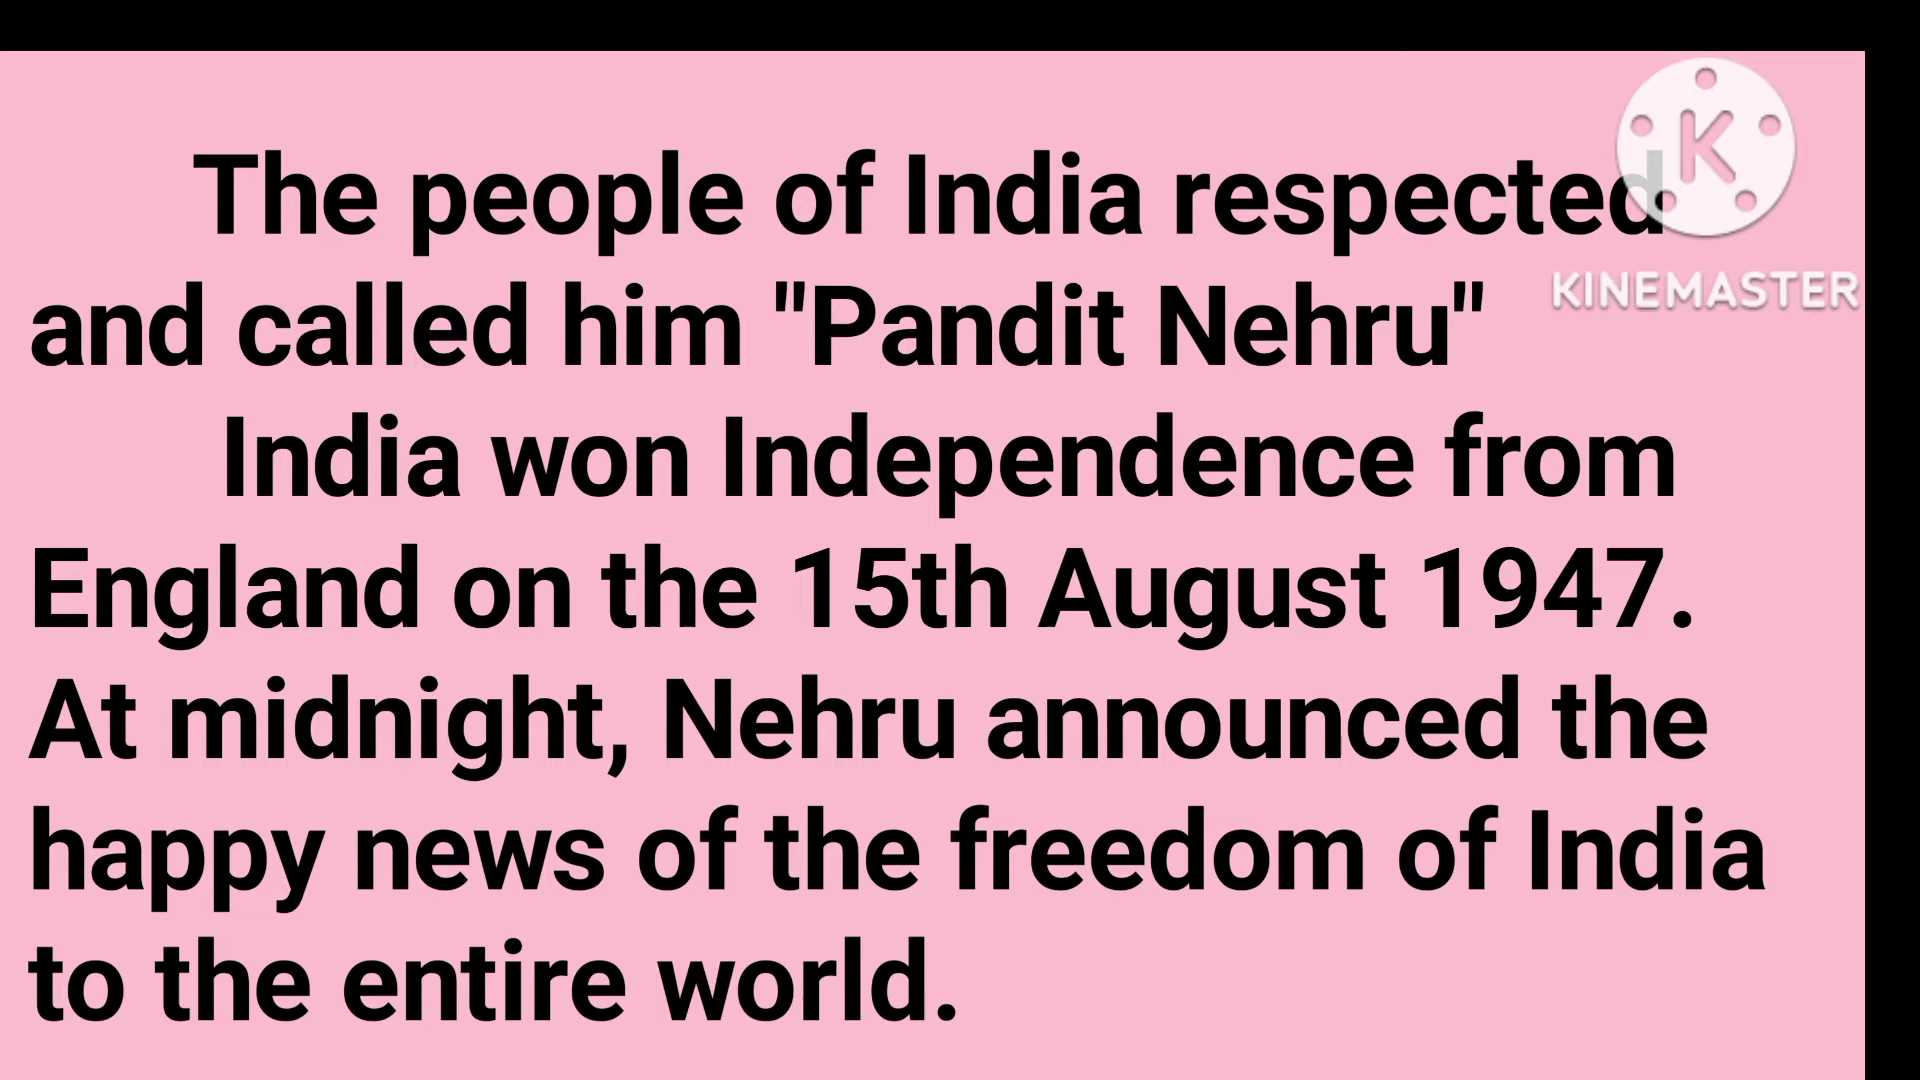 The people of India respected
and called him "Pandit Nehru"
India won Independence from
England on the 15th August 1947.
At midnight, Nehru announced the
happy news of the freedom of India
to the entire world.
K
KINEMASTER